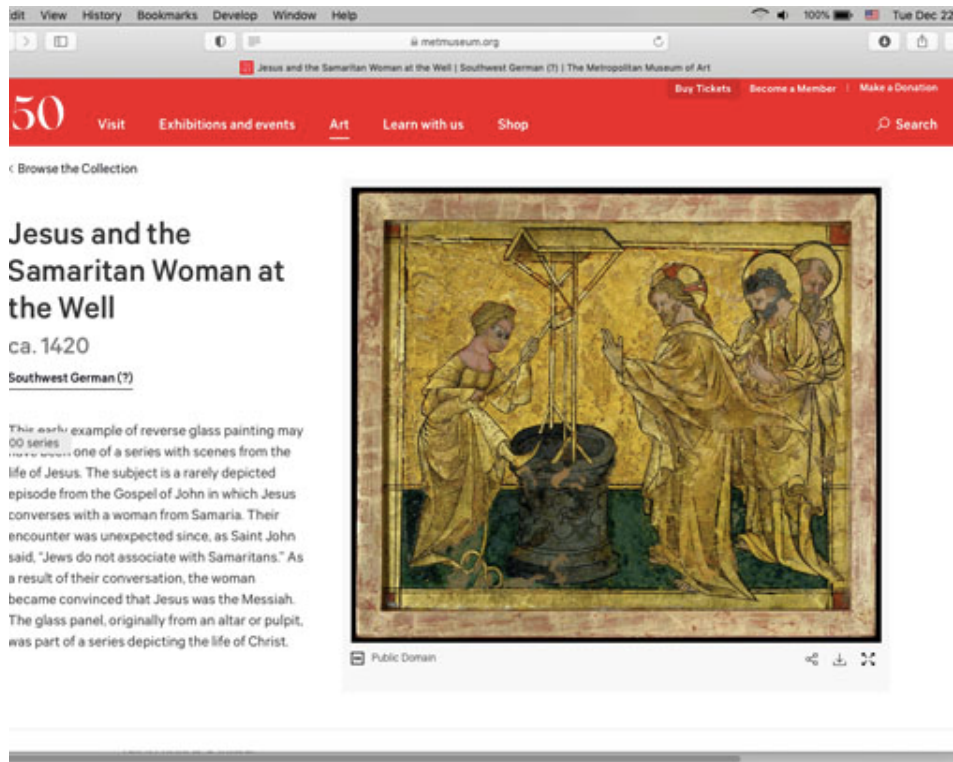 dit View History Bookmarks Develop Window Help 100% Tue Dec 22
metmuseum.org
Jesus and the Samaritan Woman at the Well | Southwest German (?) | The Metropolitan Museum of Art
Buy Tickets Become a Member | Make a Donation
50 Visit Exhibitions and events Art Learn with us Shop Search
< Browse the Collection
Jesus and the
Samaritan Woman at
the Well
ca. 1420
Southwest German (?)
This early example of reverse glass painting may
00 series
have been one of a series with scenes from the
life of Jesus. The subject is a rarely depicted
episode from the Gospel of John in which Jesus
converses with a woman from Samaria. Their
encounter was unexpected since, as Saint John
said, "Jews do not associate with Samaritans." As
a result of their conversation, the woman
became convinced that Jesus was the Messiah.
The glass panel, originally from an altar or pulpit,
was part of a series depicting the life of Christ.
Public Domain